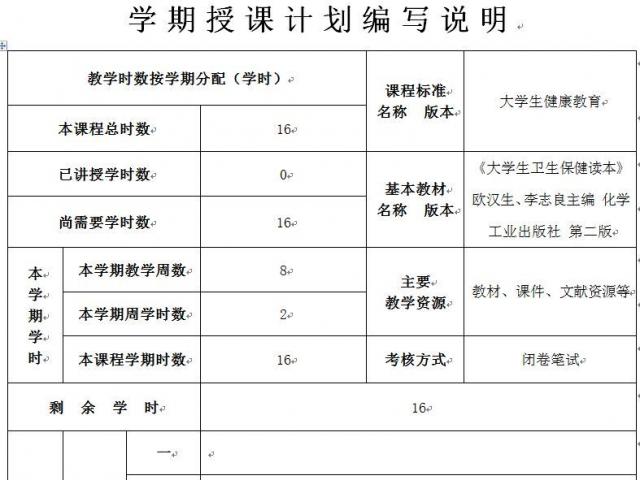 学期授课计划编写说明
教学时数按学期分配（学时）
课程标准
名称 版本
大学生健康教育
本课程总时数
16
已讲授学时数
0
基本教材
名称 版本
《大学生卫生保健读本》
欧汉生、李志良主编 化学
工业出版社 第二版
尚需要学时数
16
本
学
期
学
时
本学期教学周数
8
主要
教学资源
教材、课件、文献资源等
本学期周学时数
2
本课程学期时数
16
考核方式
闭卷笔试
剩 余 学 时
16
一